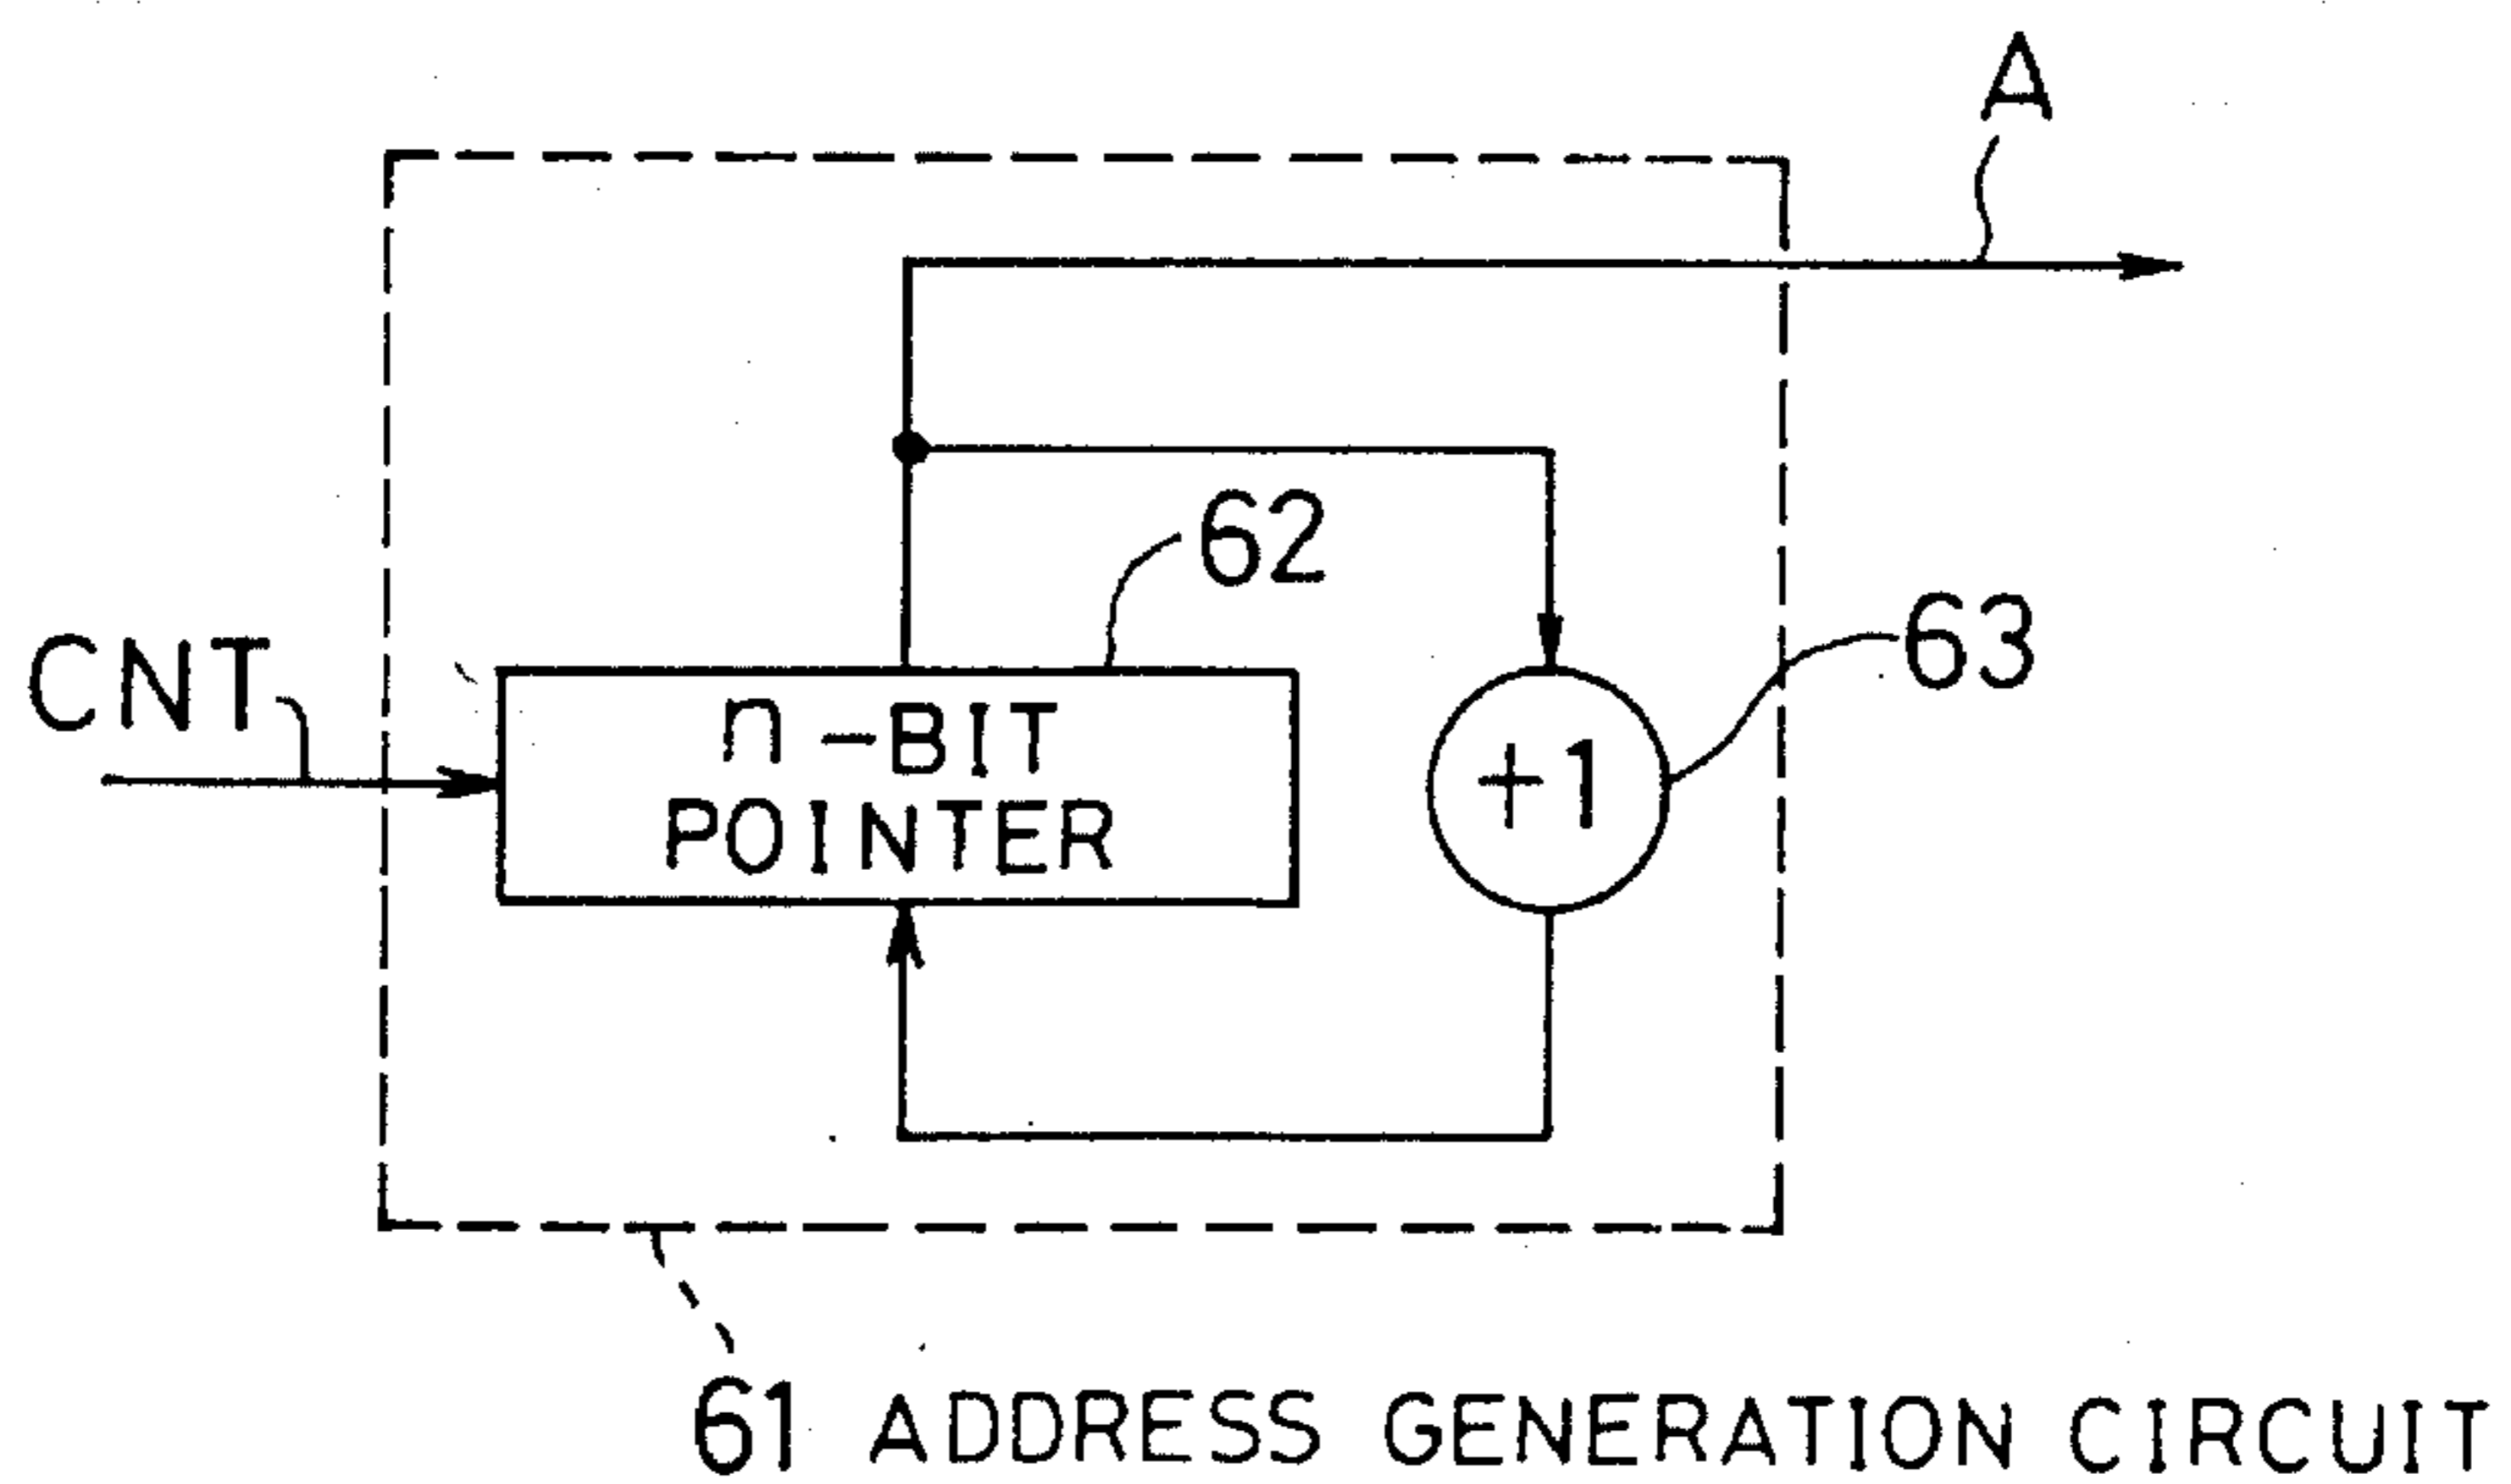 A
62
63
CNT
n-BIT
POINTER
+1
61 ADDRESS GENERATION CIRCUIT